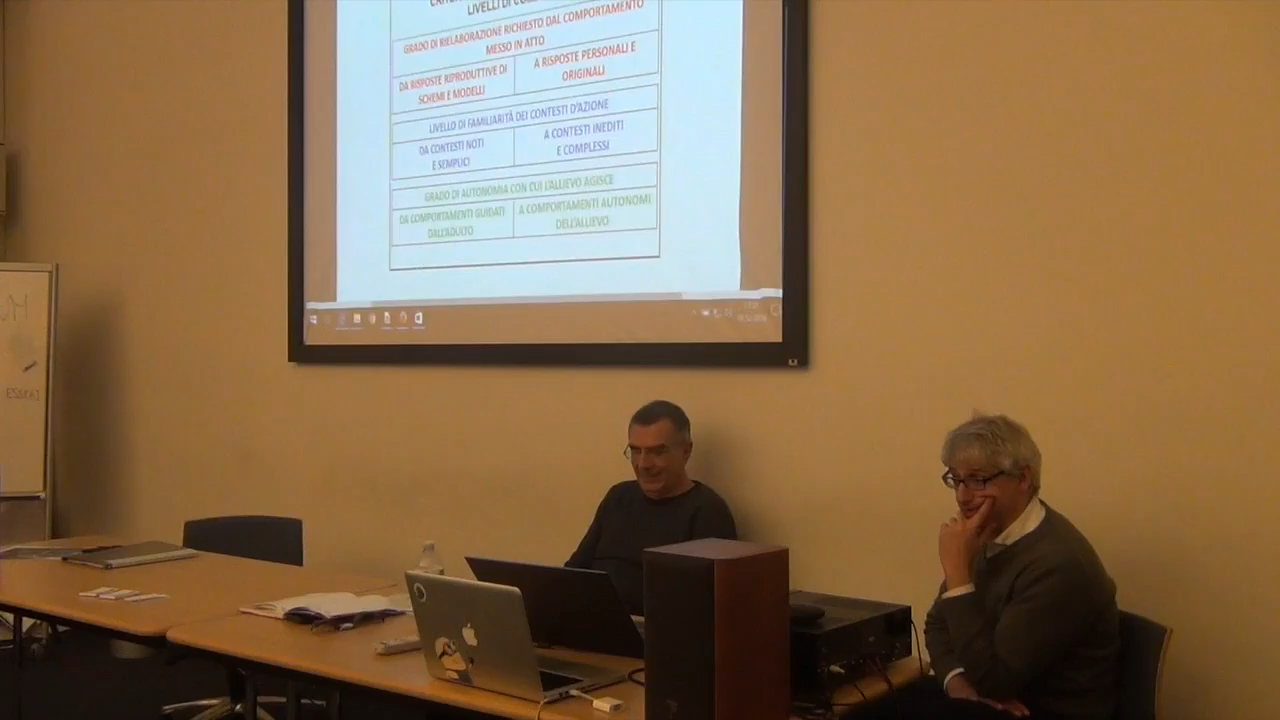 LIVELLI DI
GRADO DI RIELABORAZIONE RICHIESTO DAL COMPORTAMENTO
MESSO IN ATTO
DA RISPOSTE RIPRODUTTIVE DI
SCHEMI E MODELLI
A RISPOSTE PERSONALI E
ORIGINALI
LIVELLO DI FAMILIARITÀ DEI CONTESTI D'AZIONE
DA CONTESTI NOTI
E SEMPLICI
A CONTESTI INEDITI
E COMPLESSI
GRADO DI AUTONOMIA CON CUI L'ALLIEVO AGISCE
DA COMPORTAMENTI GUIDATI
DALL'ADULTO
A COMPORTAMENTI AUTONOMI
DELL'ALLIEVO